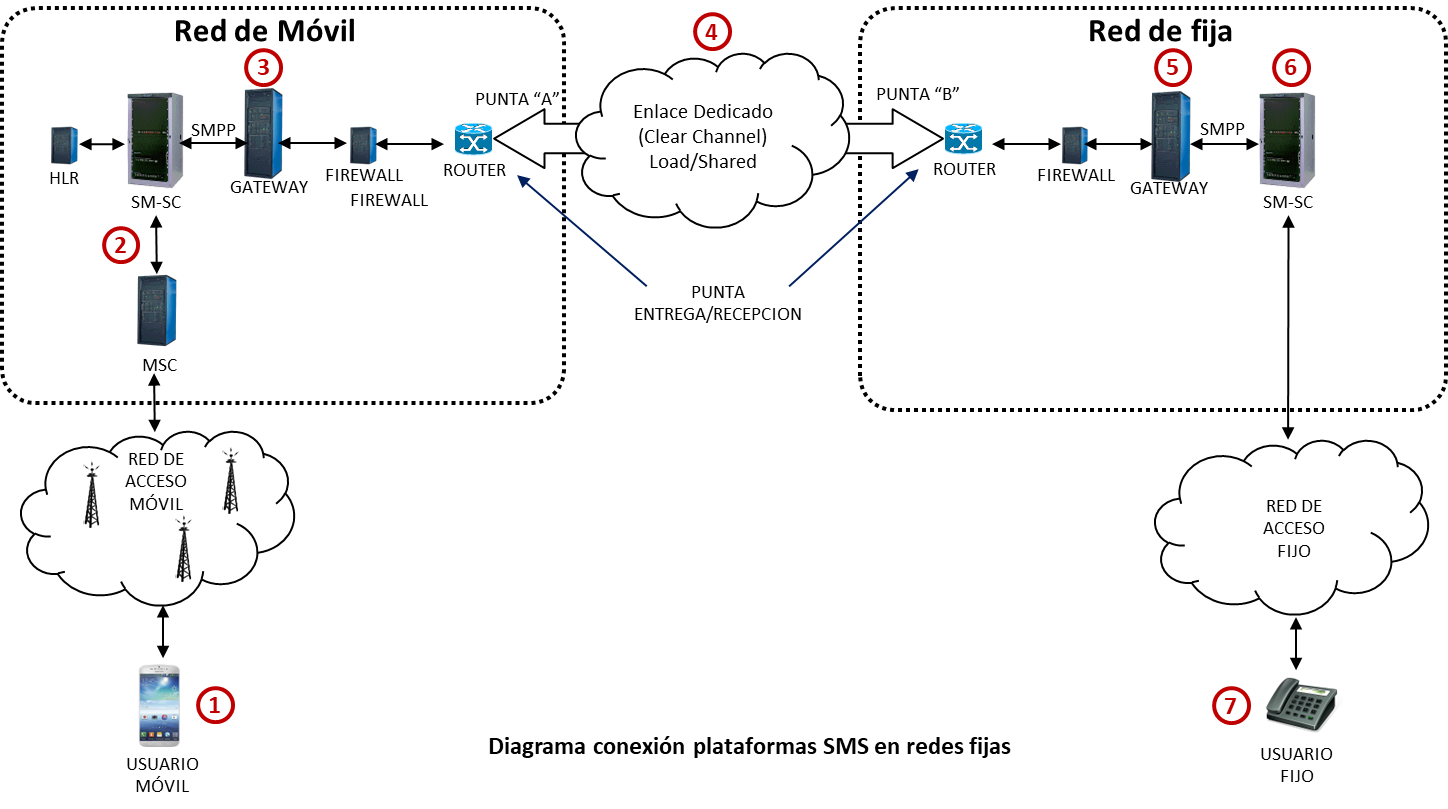 Red de Móvil
4
Red de fija
3
5
6
PUNTA “A”
PUNTA “B”
Enlace Dedicado
(Clear Channel)
Load/Shared
SMPP
SMPP
HLR
SM-SC
GATEWAY
FIREWALL
FIREWALL
ROUTER
ROUTER
FIREWALL
GATEWAY
SM-SC
2
PUNTA
ENTREGA/RECEPCION
MSC
RED DE
ACCESO
MÓVIL
RED DE
ACCESO
FIJO
1
7
USUARIO
MÓVIL
Diagrama conexión plataformas SMS en redes fijas
USUARIO
FIJO